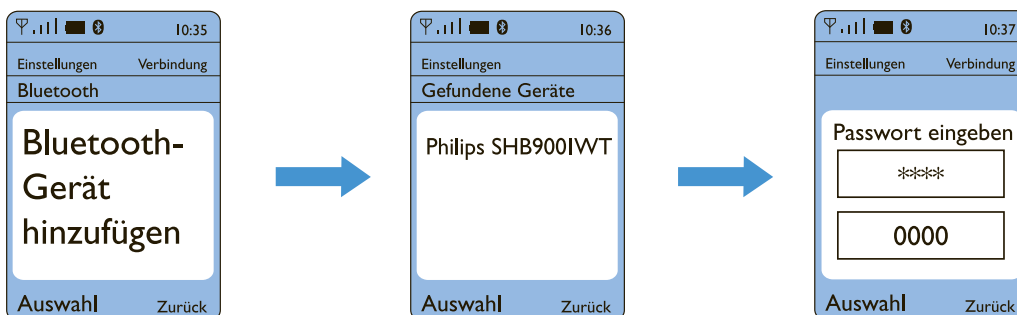 10:35
Einstellungen Verbindung
Bluetooth
Bluetooth-
Gerät
hinzufügen
Auswahl Zurück
10:36
Einstellungen
Gefundene Geräte
Philips SHB9001WT
Auswahl Zurück
10:37
Einstellungen Verbindung
Passwort eingeben
****
0000
Auswahl Zurück